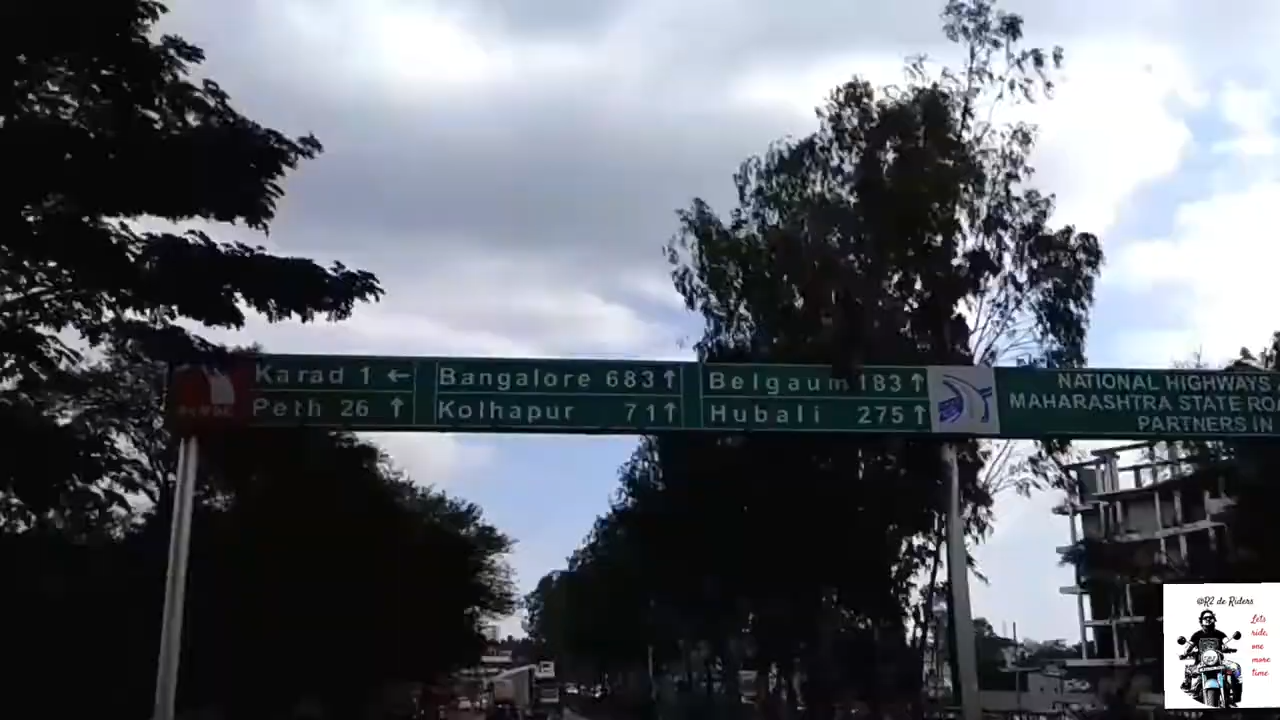 Karad 1 ←
Peth 26 ↑
Bangalore 683 ↑
Kolhapur 71 ↑
Belgaum 183 ↑
Hubali 275 ↑
NATIONAL HIGHWAYS
MAHARASHTRA STATE ROA
PARTNERS IN
@R2 de Riders
Lets
ride,
one
more
time